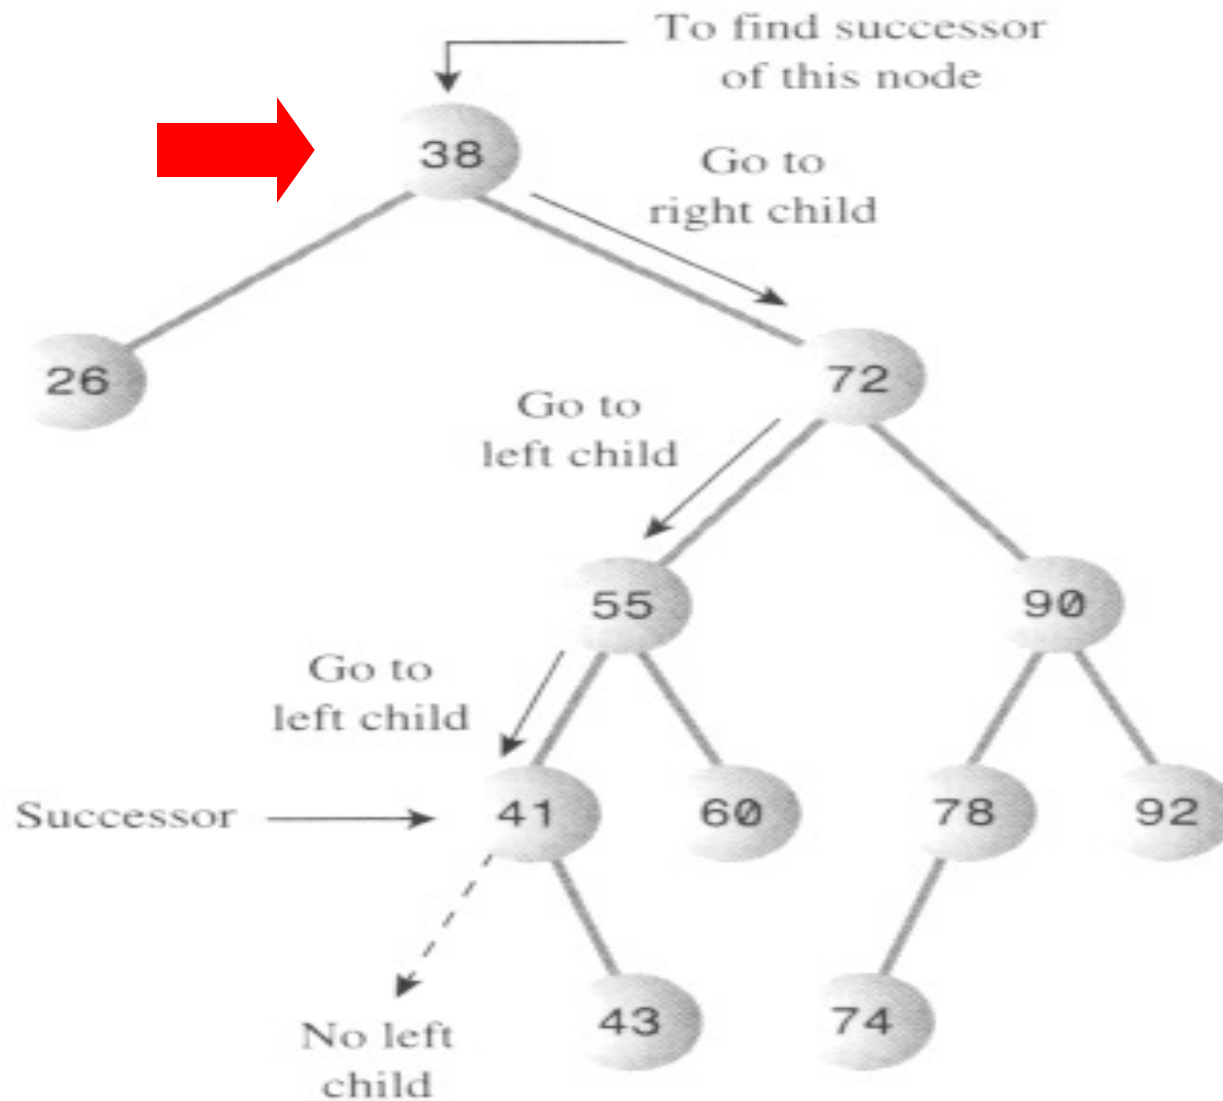 To find successor
of this node
38
Go to
right child
26
72
Go to
left child
55
90
Go to
left child
Successor
41
60
78
92
43
74
No left
child